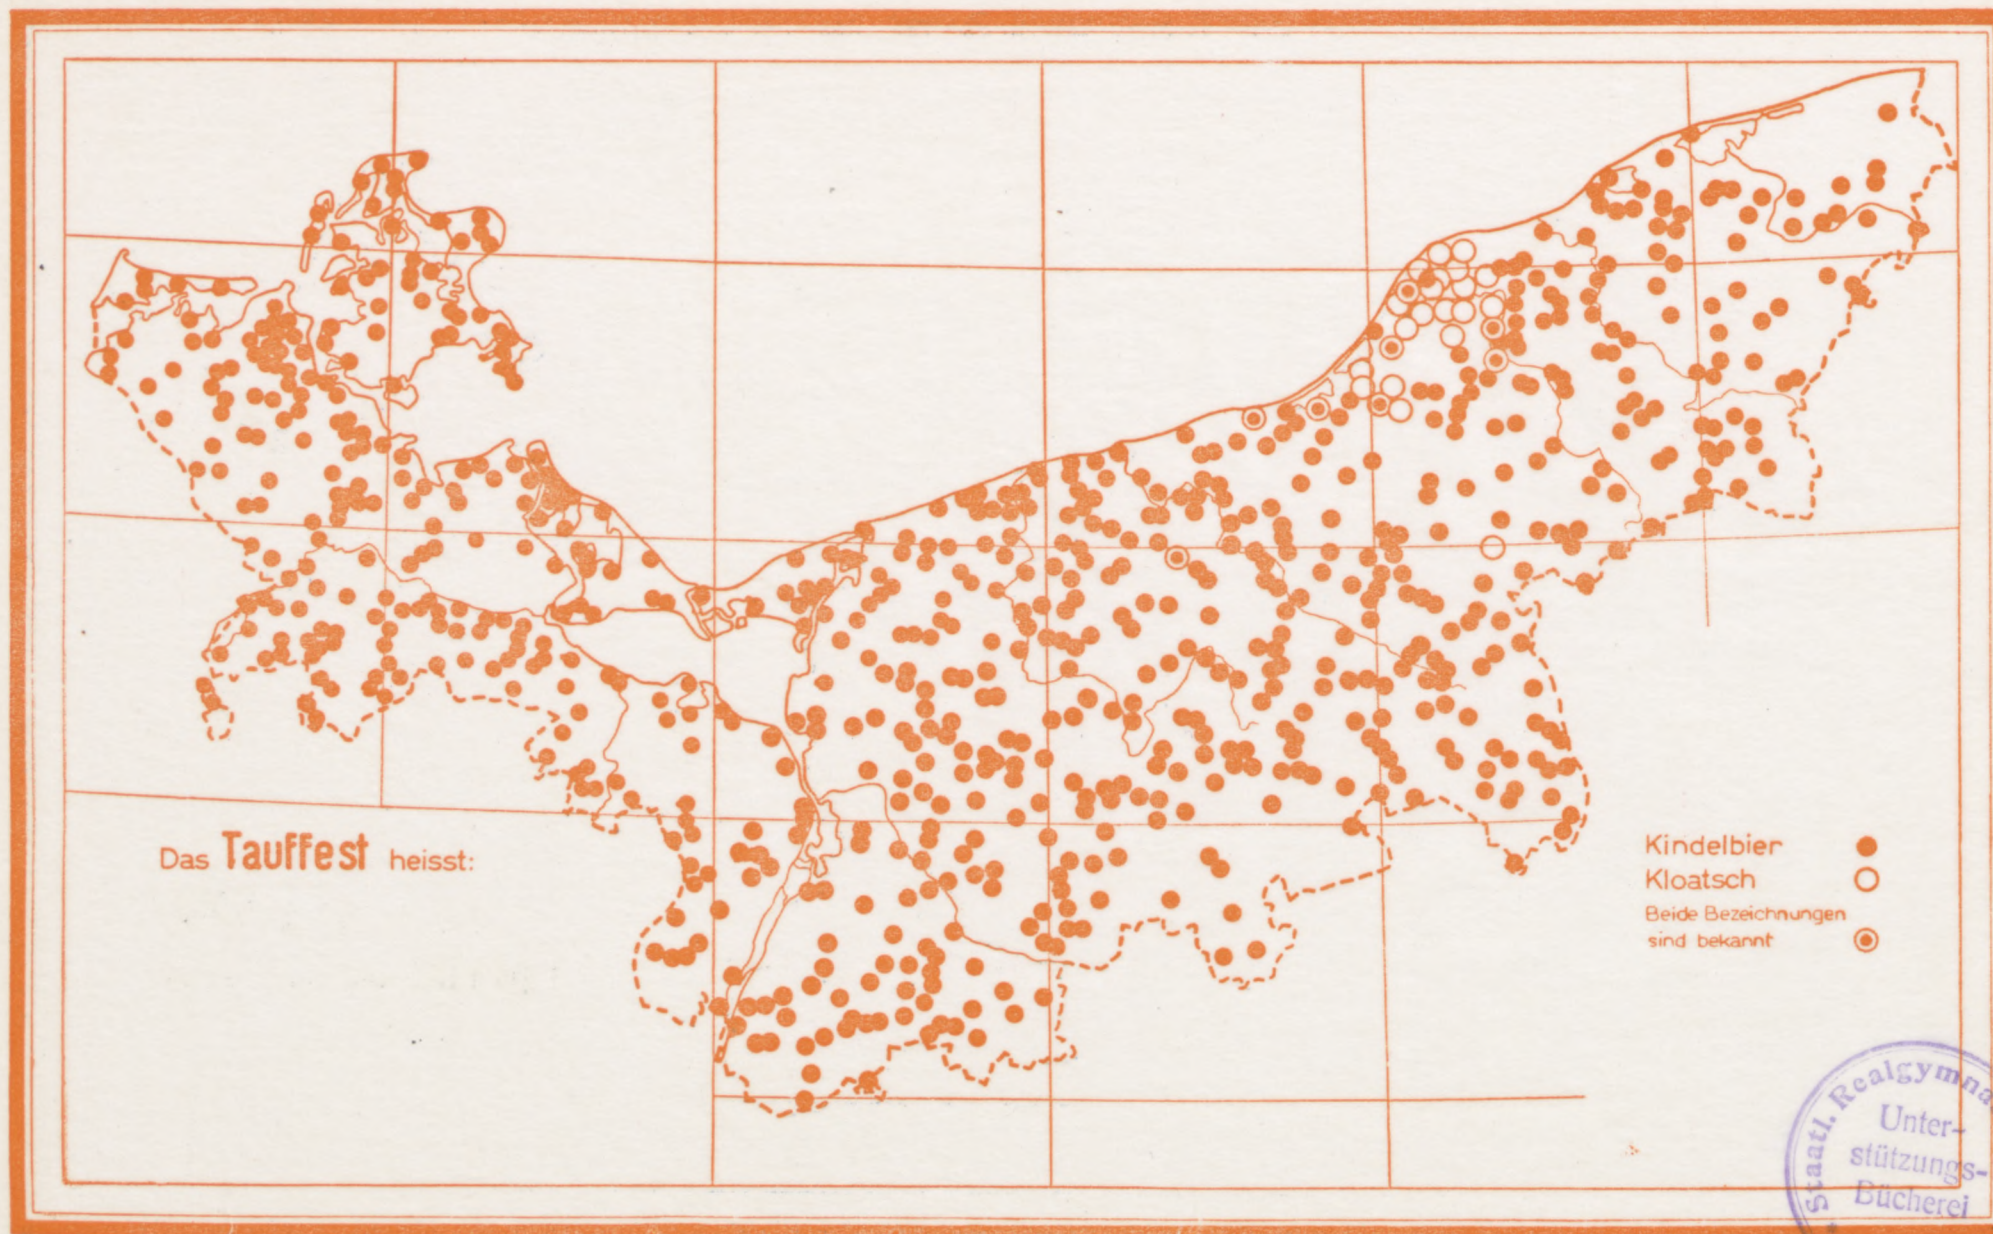 Das Tauffest heisst:
Kindelbier
Kloatsch
Beide Bezeichnungen
sind bekannt
Staatl. Realgymna
Unter-
stützungs-
Bücherei